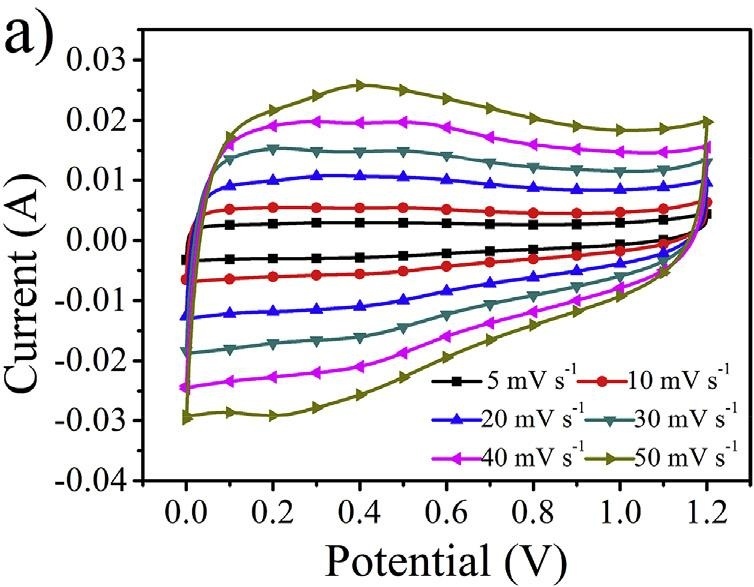 a)
0.03
0.02
0.01
0.00
-0.01
-0.02
-0.03
-0.04
Current (A)
5 mV s⁻¹ 10 mV s⁻¹
20 mV s⁻¹ 30 mV s⁻¹
40 mV s⁻¹ 50 mV s⁻¹
0.0 0.2 0.4 0.6 0.8 1.0 1.2
Potential (V)